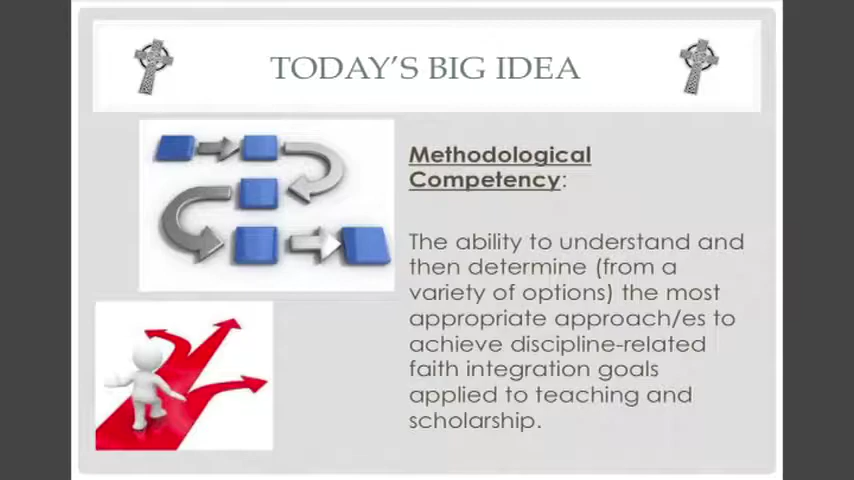 TODAY'S BIG IDEA
Methodological
Competency:
The ability to understand and
then determine (from a
variety of options) the most
appropriate approach/es to
achieve discipline-related
faith integration goals
applied to teaching and
scholarship.